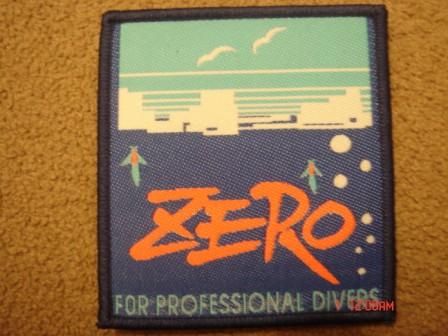 ZERO
FOR PROFESSIONAL DIVERS
12:00AM